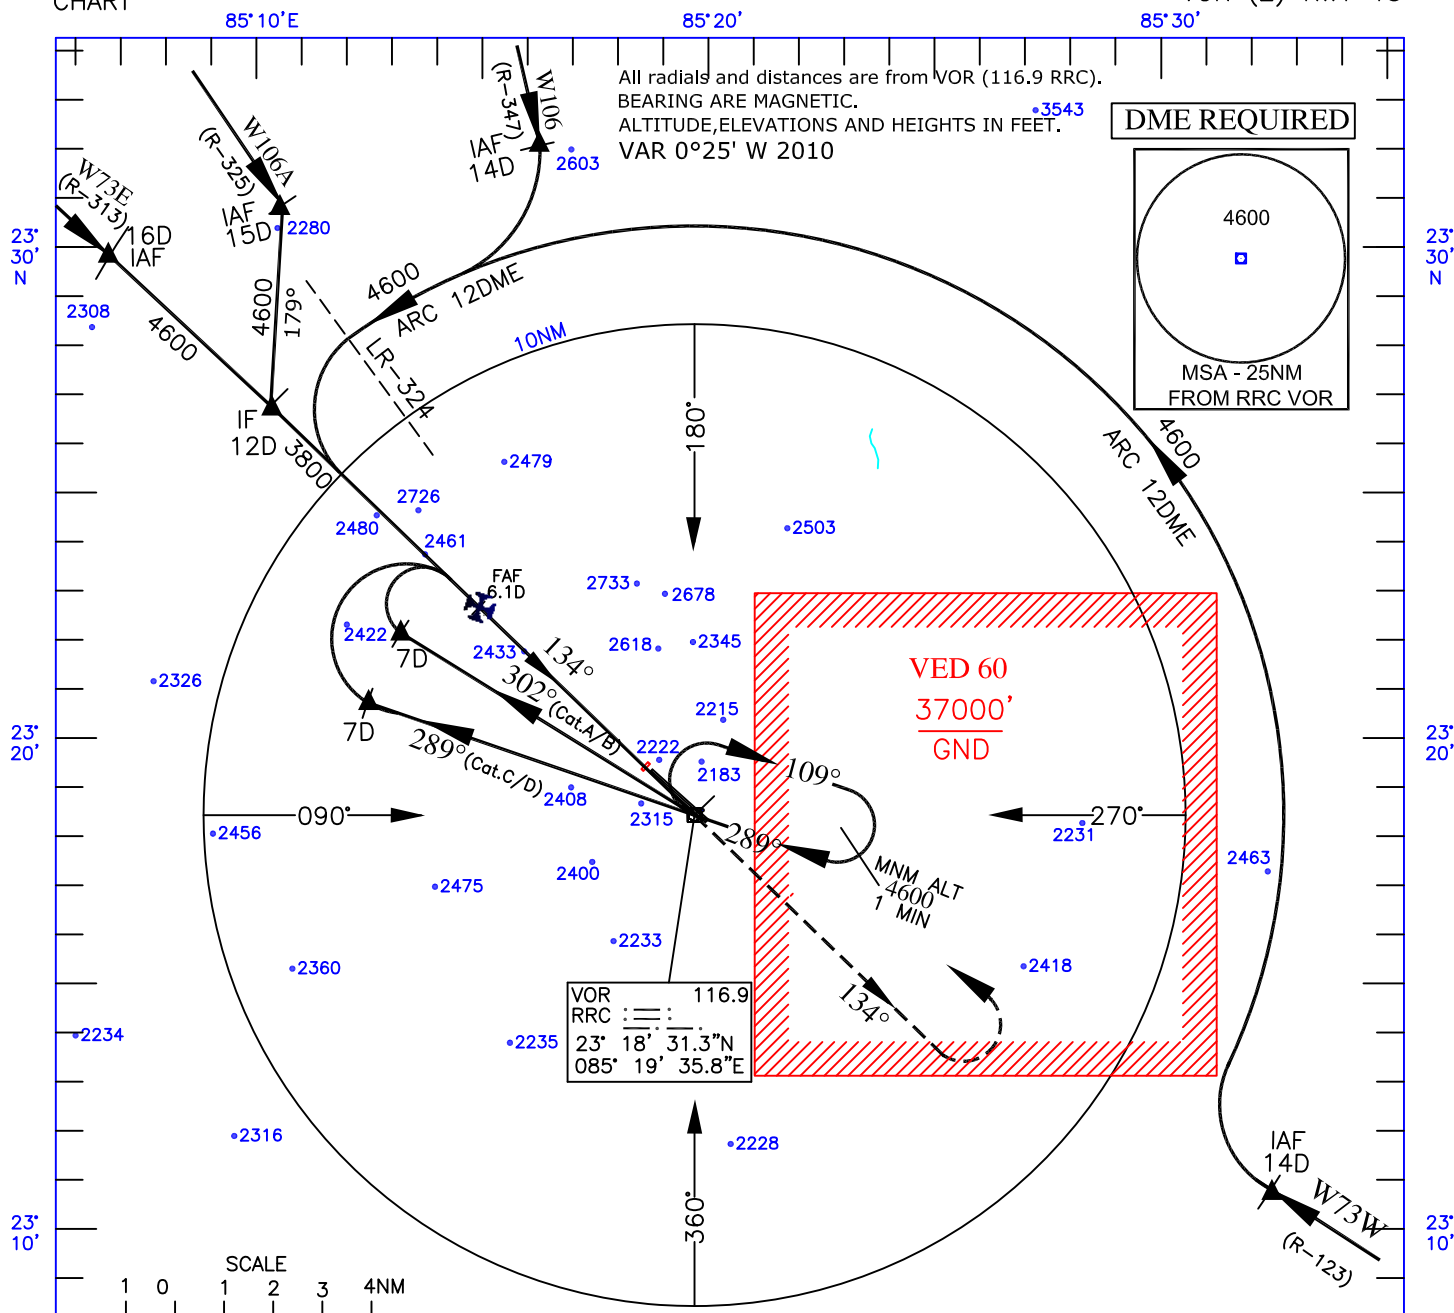 CHART
85°10'E
85°20'
85°30'
All radials and distances are from VOR (116.9 RRC).
BEARING ARE MAGNETIC.
ALTITUDE,ELEVATIONS AND HEIGHTS IN FEET.
VAR 0°25' W 2010
3543
DME REQUIRED
4600
MSA - 25NM
FROM RRC VOR
W106
(R-347)
IAF
14D
2603
W106A
(R-325)
IAF
15D
2280
W73E
(R-313)
16D
IAF
23°
30'
N
23°
30'
N
2308
4600
4600
179°
4600
ARC 12DME
LR-324
10NM
IF
12D
3800
180°
4600
ARC 12DME
2479
2726
2480
2461
2503
FAF
6.1D
2733
2678
2422
7D
2433
134°
2618
2345
302° (Cat.A/B)
2326
7D
289° (Cat.C/D)
2215
VED 60
37000'
GND
23°
20'
23°
20'
2222
2183
109°
2408
2315
090°
289°
270°
2456
2231
2400
MNM ALT
4600
1 MIN
2463
2475
2233
2360
2418
134°
VOR 116.9
RRC
23° 18' 31.3"N
085° 19' 35.8"E
2234
2235
2316
2228
360°
IAF
14D
W73W
(R-123)
23°
10'
23°
10'
SCALE
1 0 1 2 3 4NM